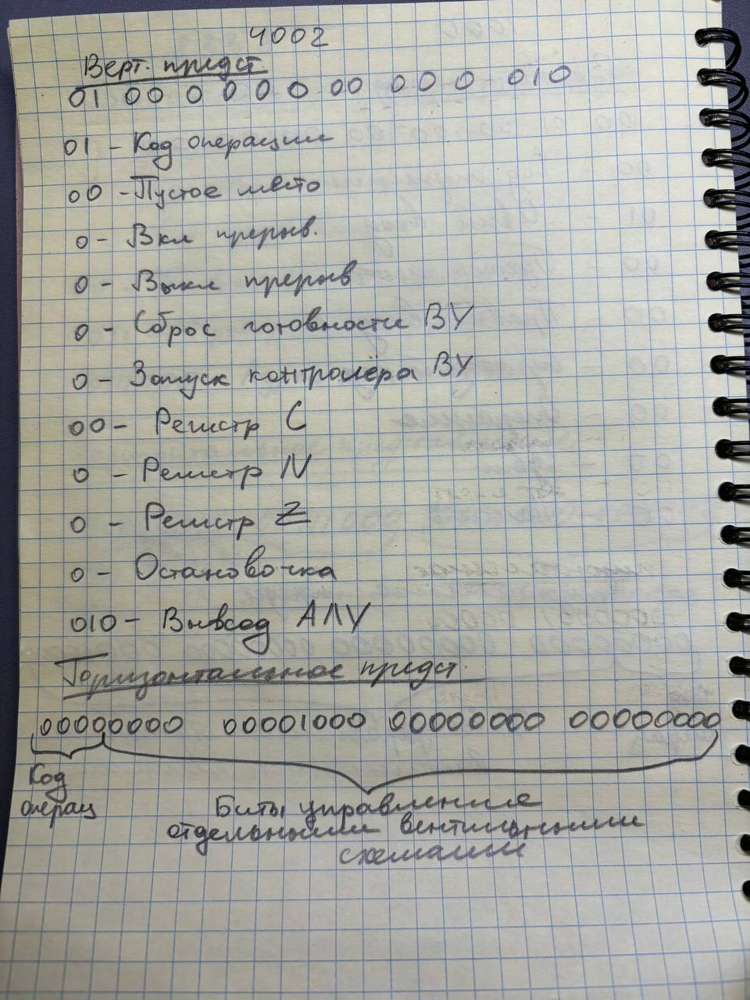 4002
Верт. предст
01 00 0 0 0 0 00 0 0 0 010
01 - Код операции
00 - Пустое место
0 - Вкл прерыв.
0 - Выкл прерыв
0 - Сброс готовности ВУ
0 - Запуск контролёра ВУ
00 - Регистр C
0 - Регистр N
0 - Регистр Z
0 - Остановочка
010 - Выход АЛУ
Горизонтальное предст.
00000000 00001000 00000000 00000000
Код
операц
Биты управление
отдельными вентильными
схемами